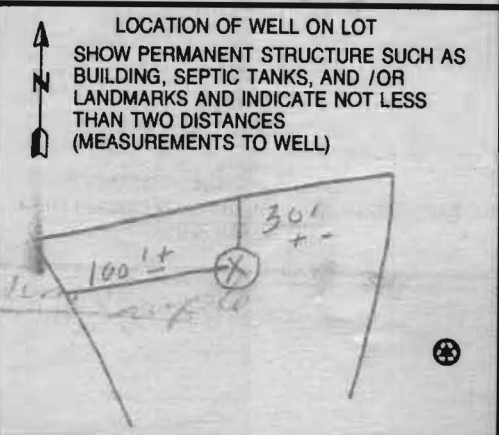 LOCATION OF WELL ON LOT
SHOW PERMANENT STRUCTURE SUCH AS
BUILDING, SEPTIC TANKS, AND /OR
LANDMARKS AND INDICATE NOT LESS
THAN TWO DISTANCES
(MEASUREMENTS TO WELL)
N
30' + -
100' + -
X